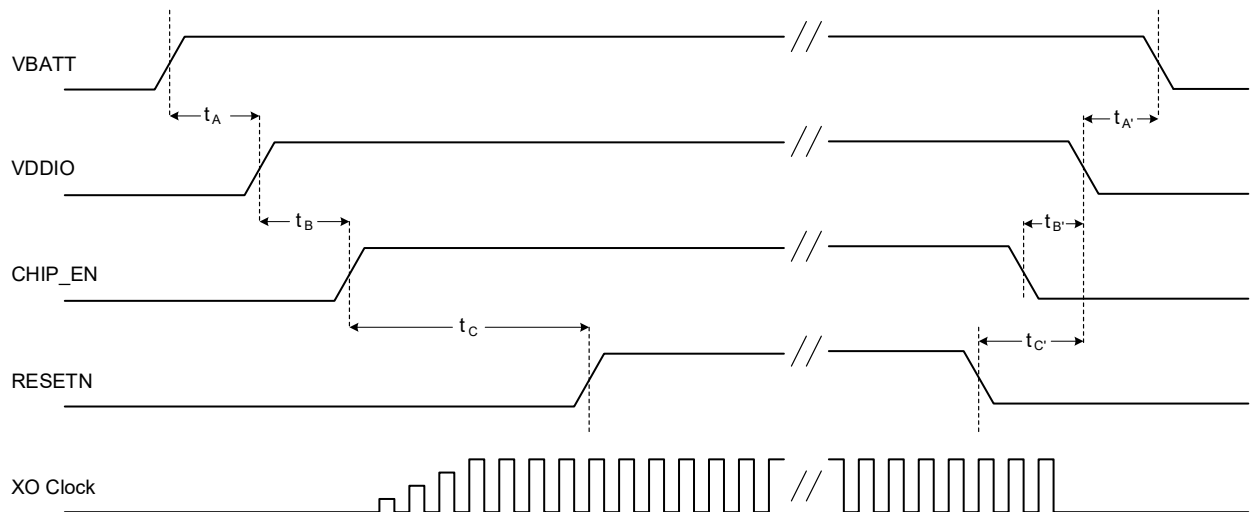 VBATT
tA
tA'
VDDIO
tB
tB'
CHIP_EN
tC
tC'
RESETN
XO Clock